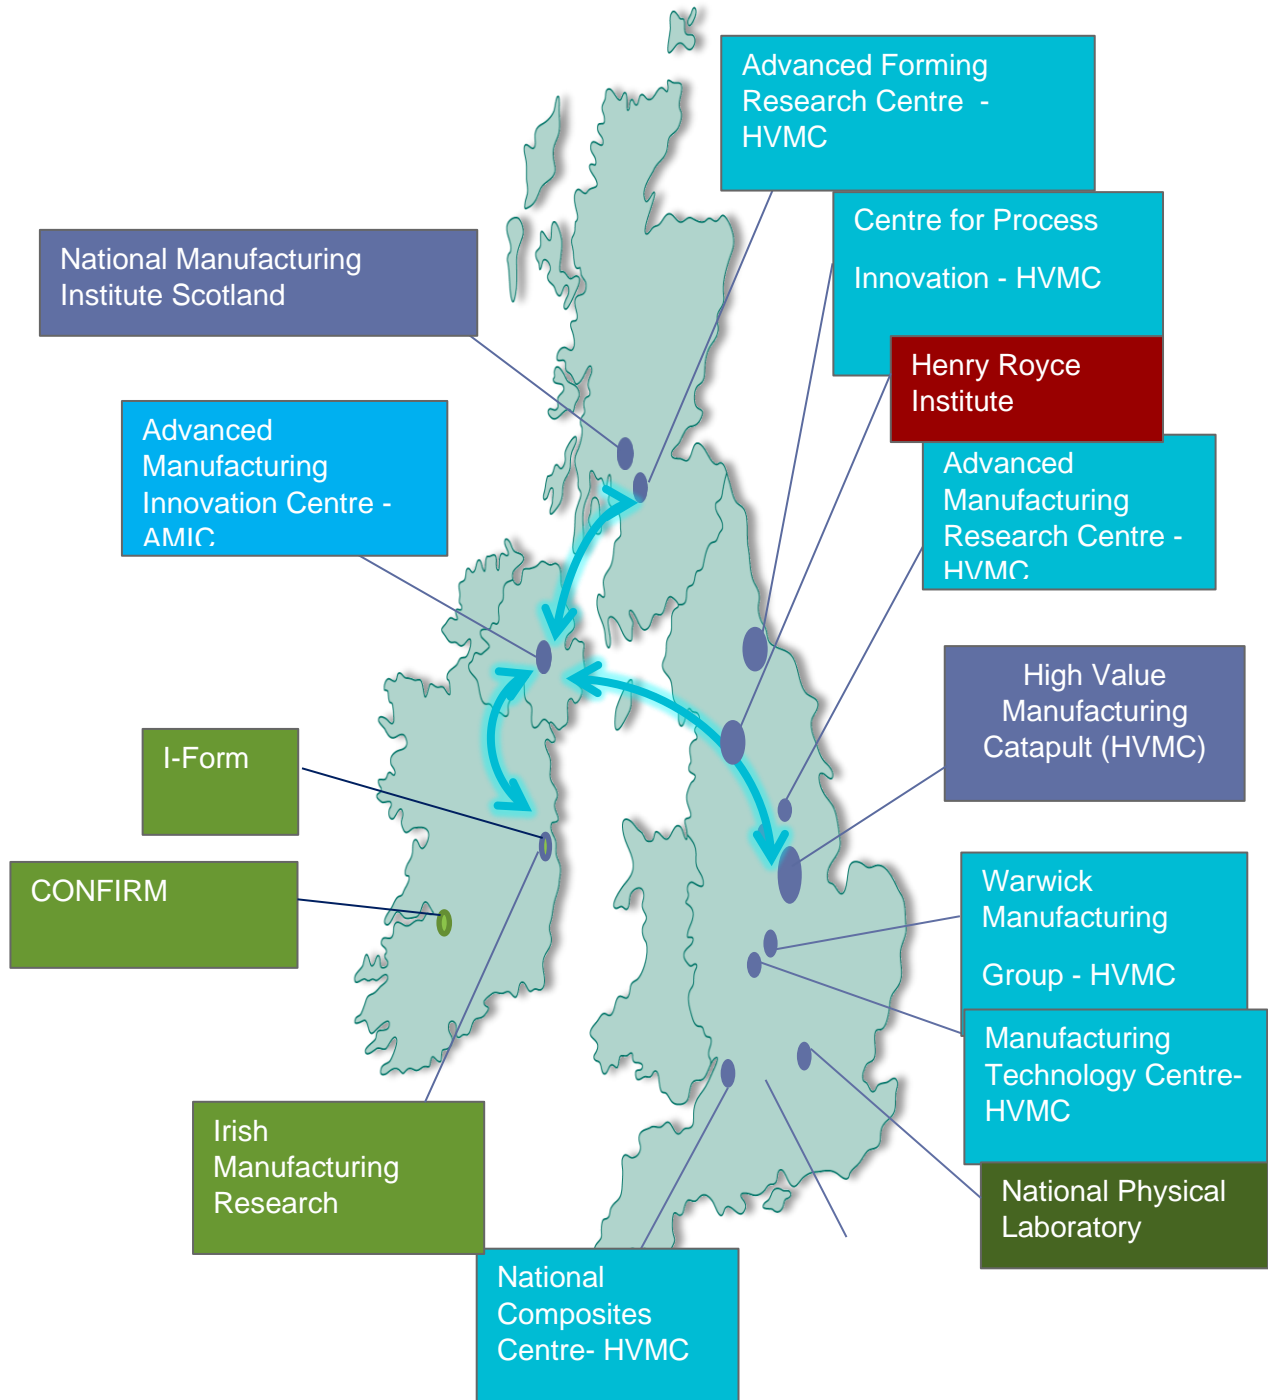 Advanced Forming
Research Centre - 
HVMC
Centre for Process
Innovation - HVMC
National Manufacturing
Institute Scotland
Henry Royce
Institute
Advanced
Manufacturing
Innovation Centre -
AMIC
Advanced
Manufacturing
Research Centre -
HVMC
High Value
Manufacturing
Catapult (HVMC)
I-Form
CONFIRM
Warwick
Manufacturing
Group - HVMC
Manufacturing
Technology Centre-
HVMC
Irish
Manufacturing
Research
National Physical
Laboratory
National
Composites
Centre- HVMC